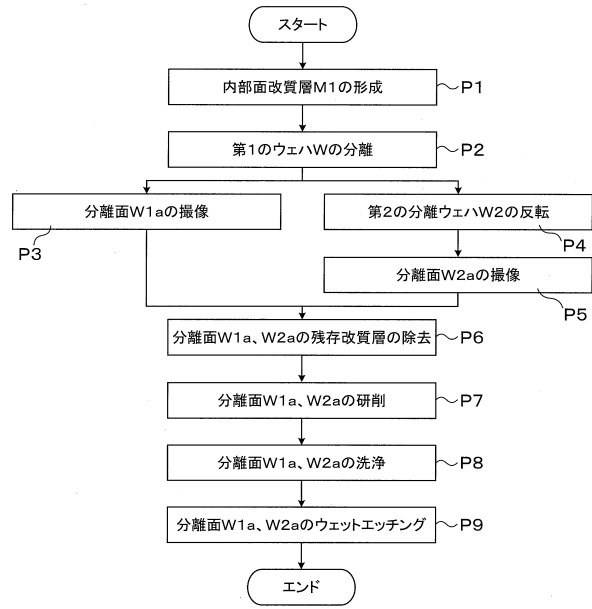 スタート
内部面改質層M1の形成
P1
第1のウェハWの分離
P2
分離面W1aの撮像
P3
第2の分離ウェハW2の反転
P4
分離面W2aの撮像
P5
分離面W1a、W2aの残存改質層の除去
P6
分離面W1a、W2aの研削
P7
分離面W1a、W2aの洗浄
P8
分離面W1a、W2aのウェットエッチング
P9
エンド